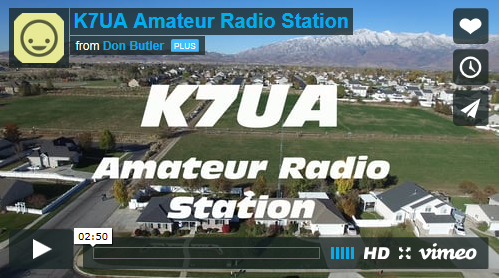 K7UA Amateur Radio Station
from Don Butler PLUS
K7UA
Amateur Radio
Station
02:50
HD vimeo